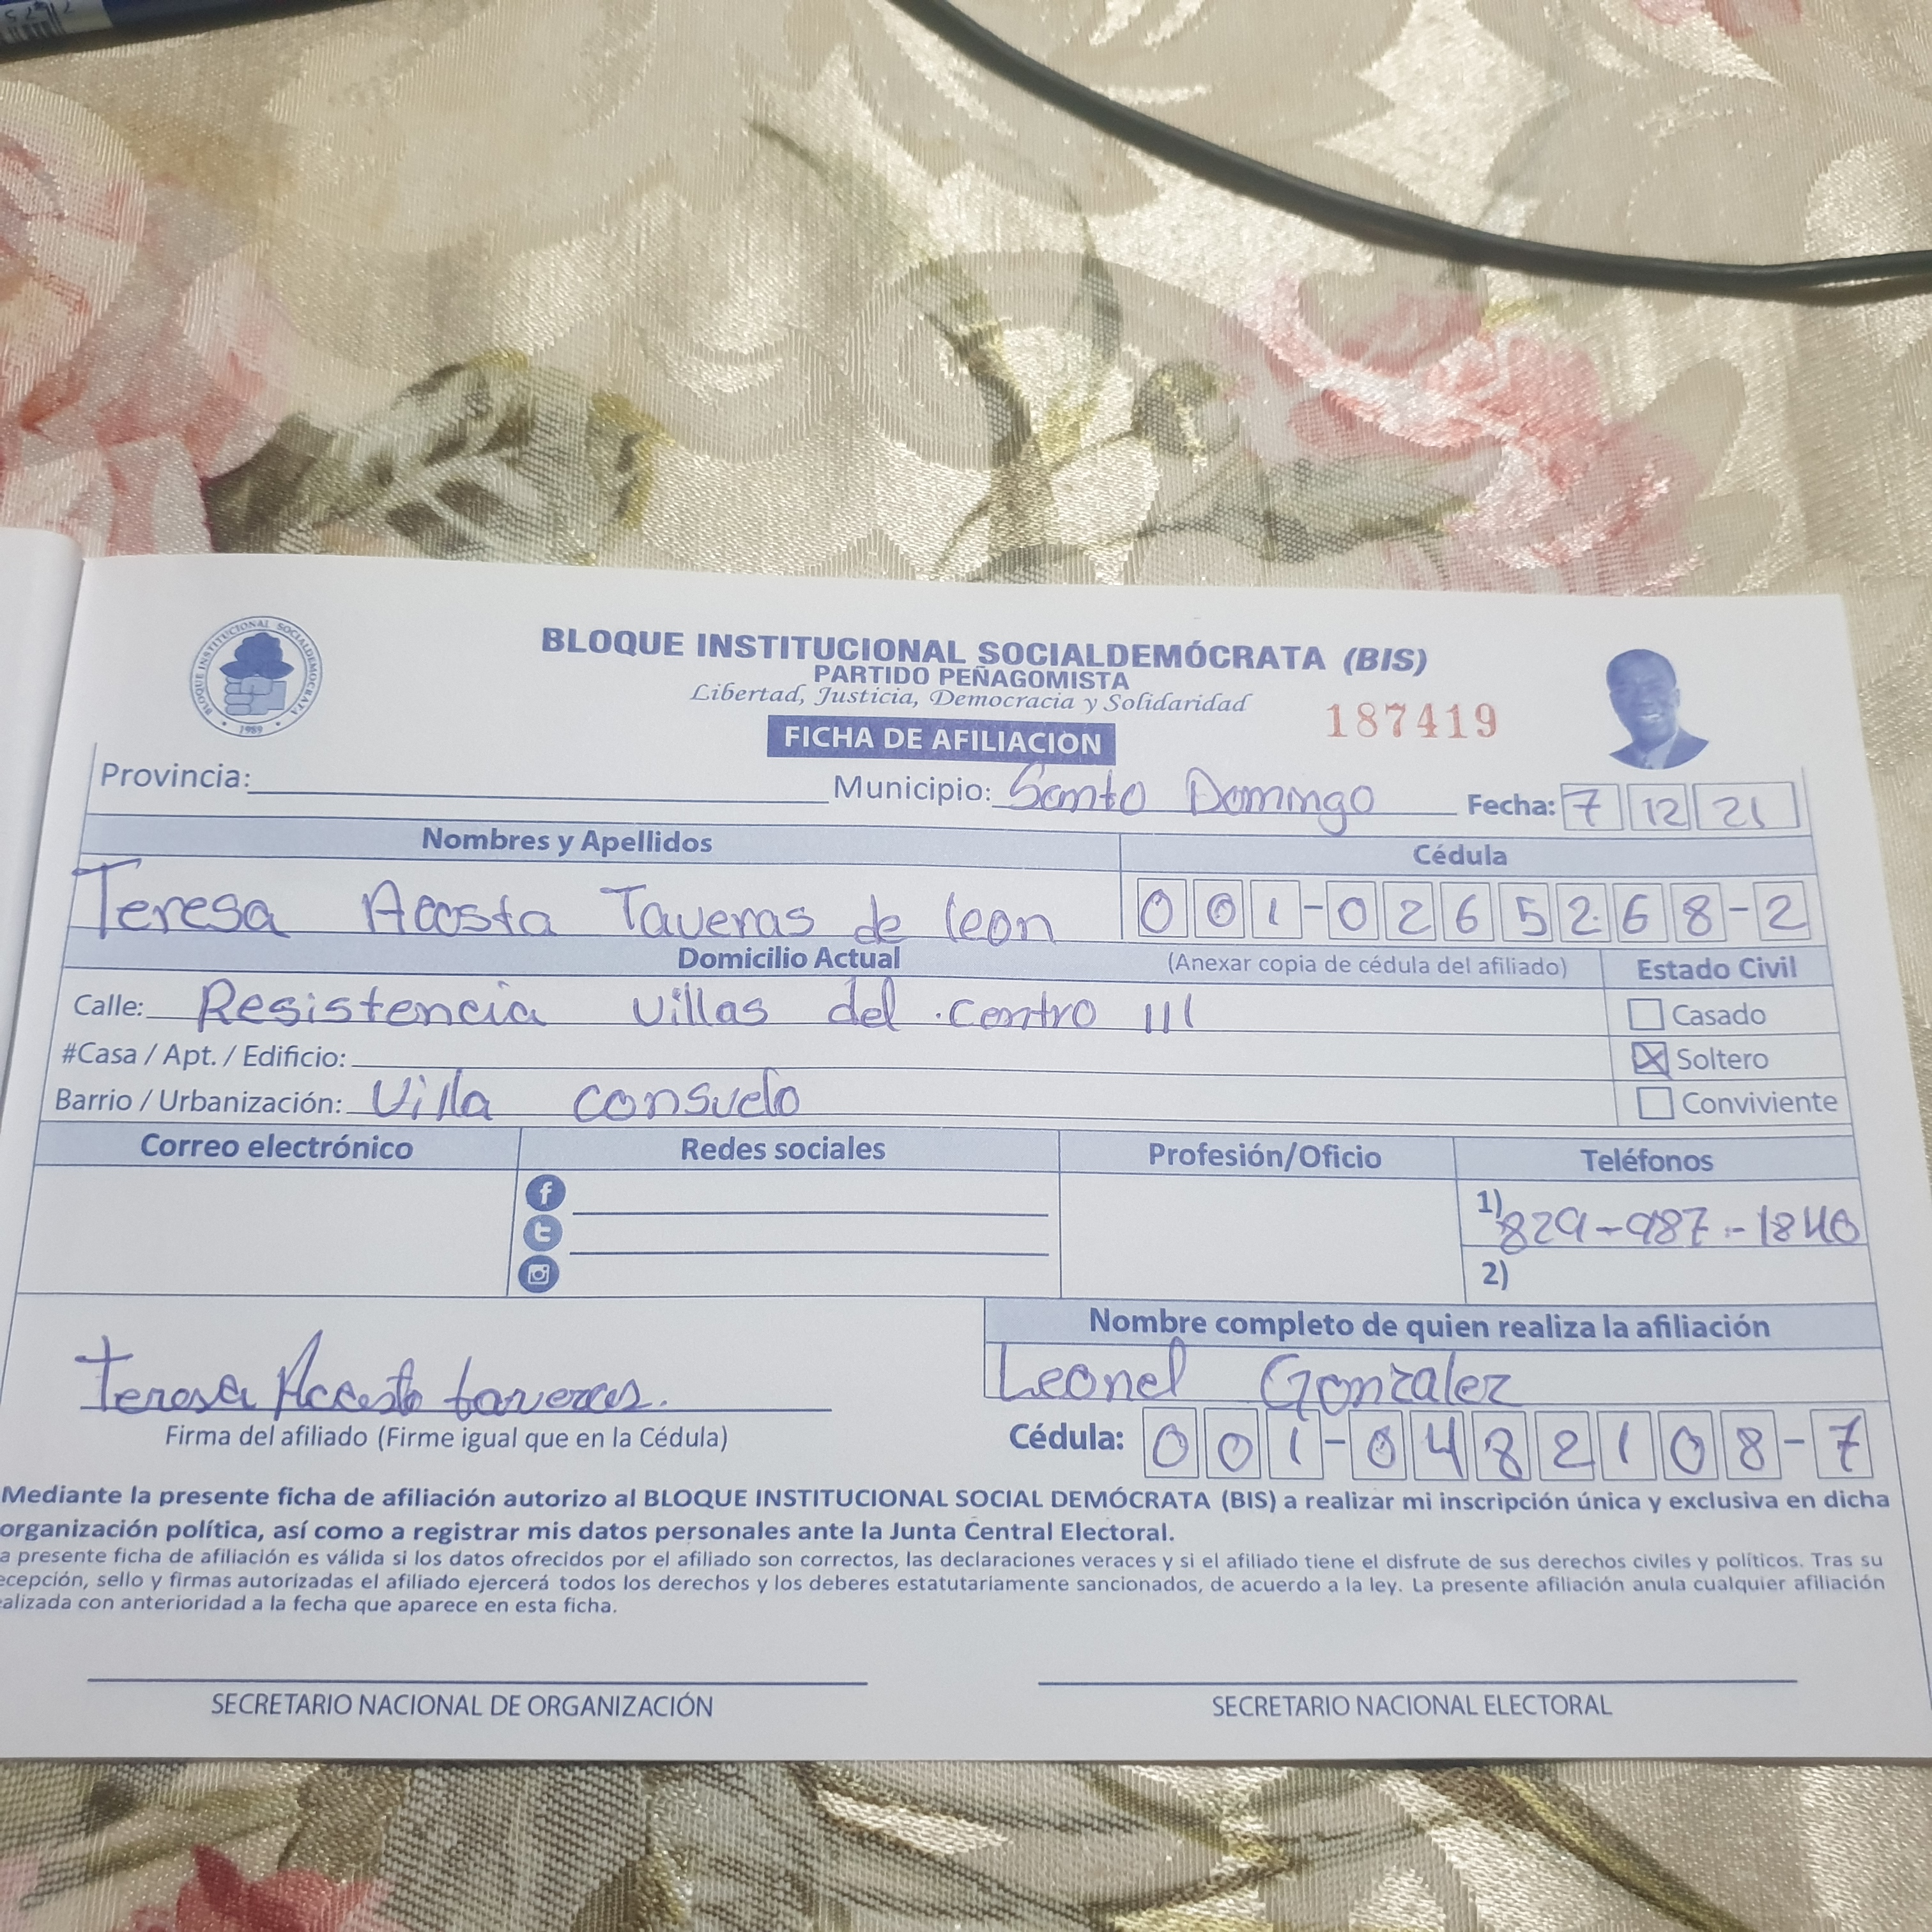 BLOQUE INSTITUCIONAL SOCIALDEMOCRATA
1989
BLOQUE INSTITUCIONAL SOCIALDEMÓCRATA (BIS)
PARTIDO PEÑAGOMISTA
Libertad, Justicia, Democracia y Solidaridad
187419
FICHA DE AFILIACION
Provincia: Municipio: Santo Domingo Fecha: 7 12 21
Nombres y Apellidos Cédula
Teresa Acosta Taveras de leon 001-0265268-2
Domicilio Actual (Anexar copia de cédula del afiliado) Estado Civil
Calle: Resistencia Villas del centro III Casado
#Casa / Apt. / Edificio: Soltero
Barrio / Urbanización: Villa consuelo Conviviente
Correo electrónico Redes sociales Profesión/Oficio Teléfonos
1) 829-987-1840
2)
Nombre completo de quien realiza la afiliación
Teresa Acosta taveras. Leonel Gonzalez
Firma del afiliado (Firme igual que en la Cédula) Cédula: 001-0482108-7
Mediante la presente ficha de afiliación autorizo al BLOQUE INSTITUCIONAL SOCIAL DEMÓCRATA (BIS) a realizar mi inscripción única y exclusiva en dicha
organización política, así como a registrar mis datos personales ante la Junta Central Electoral.
a presente ficha de afiliación es válida si los datos ofrecidos por el afiliado son correctos, las declaraciones veraces y si el afiliado tiene el disfrute de sus derechos civiles y políticos. Tras su
ecepción, sello y firmas autorizadas el afiliado ejercerá todos los derechos y los deberes estatutariamente sancionados, de acuerdo a la ley. La presente afiliación anula cualquier afiliación
alizada con anterioridad a la fecha que aparece en esta ficha.
SECRETARIO NACIONAL DE ORGANIZACIÓN SECRETARIO NACIONAL ELECTORAL